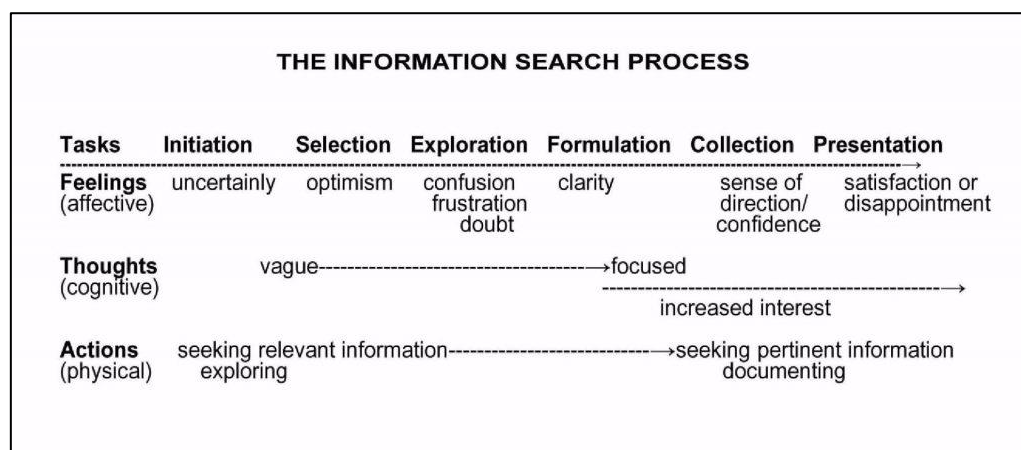 THE INFORMATION SEARCH PROCESS
Tasks Initiation Selection Exploration Formulation Collection Presentation
Feelings uncertainly optimism confusion clarity sense of satisfaction or
(affective) frustration direction/ disappointment
doubt confidence
Thoughts vague focused
(cognitive)
increased interest
Actions seeking relevant information seeking pertinent information
(physical) exploring documenting